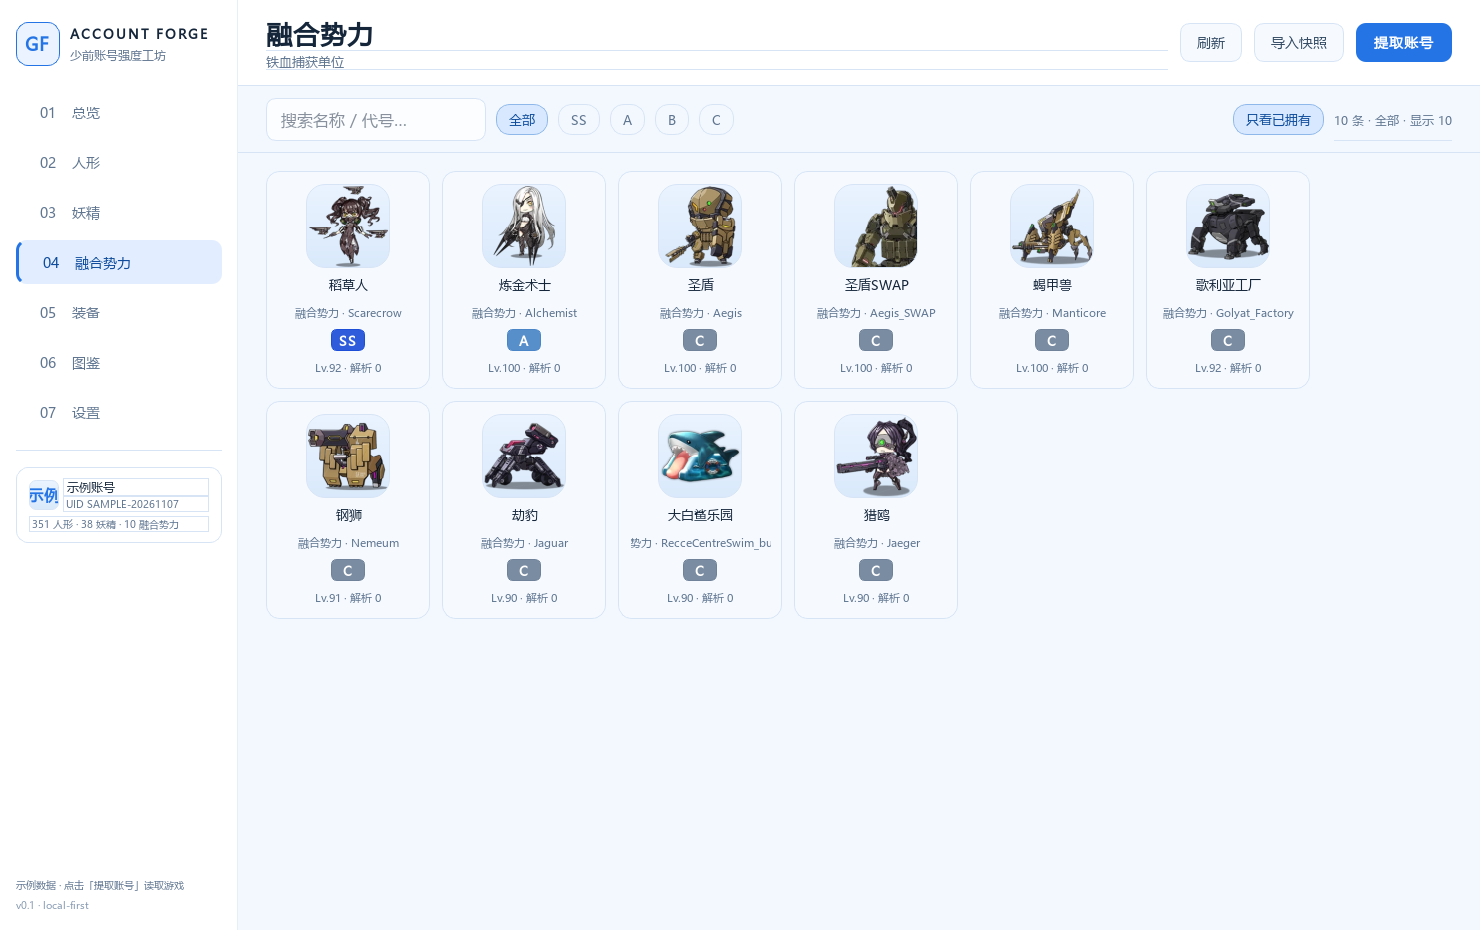 GF
ACCOUNT FORGE
少前账号强度工坊
01 总览
02 人形
03 妖精
04 融合势力
05 装备
06 图鉴
07 设置
示例
示例账号
UID SAMPLE-20261107
351 人形 · 38 妖精 · 10 融合势力
示例数据 · 点击「提取账号」读取游戏
v0.1 · local-first
融合势力
铁血捕获单位
刷新
导入快照
提取账号
搜索名称 / 代号...
全部
SS
A
B
C
只看已拥有
10 条 · 全部 · 显示 10
稻草人
融合势力 · Scarecrow
SS
Lv.92 · 解析 0
炼金术士
融合势力 · Alchemist
A
Lv.100 · 解析 0
圣盾
融合势力 · Aegis
C
Lv.100 · 解析 0
圣盾SWAP
融合势力 · Aegis_SWAP
C
Lv.100 · 解析 0
蝎甲兽
融合势力 · Manticore
C
Lv.100 · 解析 0
歌利亚工厂
融合势力 · Golyat_Factory
C
Lv.92 · 解析 0
钢狮
融合势力 · Nemeum
C
Lv.91 · 解析 0
劫豹
融合势力 · Jaguar
C
Lv.90 · 解析 0
大白鲨乐园
势力 · RecceCentreSwim_bu
C
Lv.90 · 解析 0
猎鸥
融合势力 · Jaeger
C
Lv.90 · 解析 0